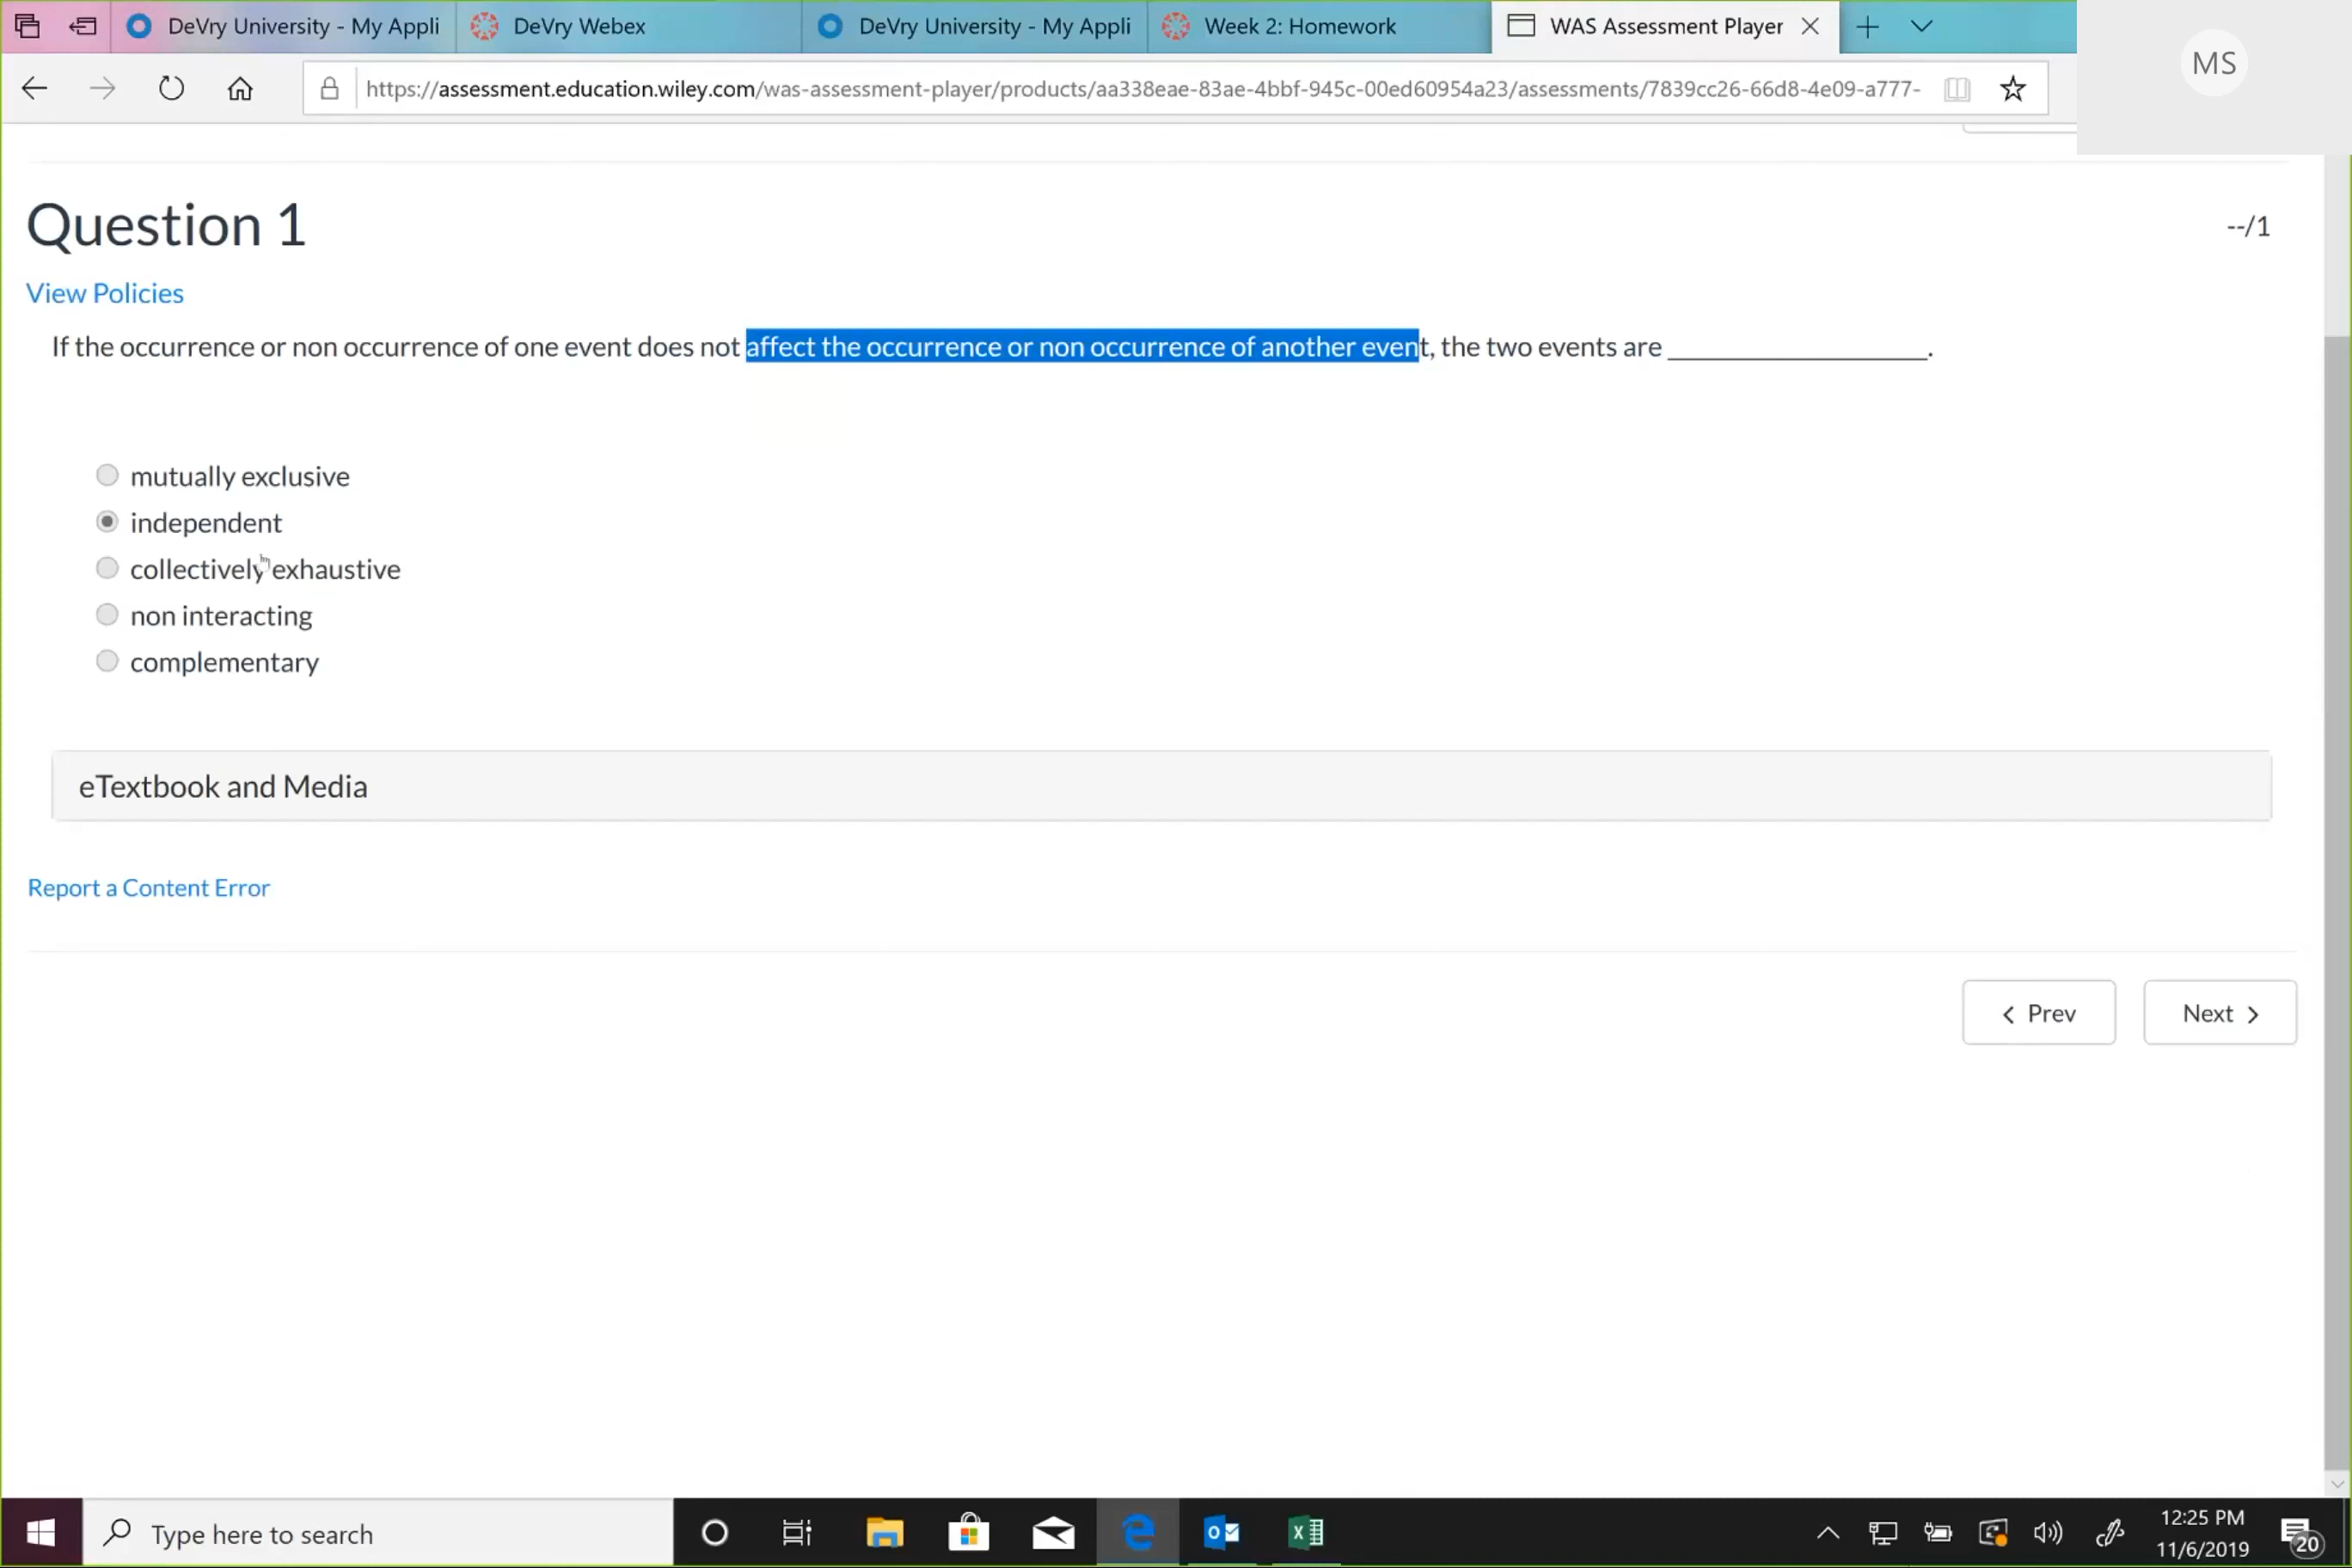 DeVry University - My Appli
DeVry Webex
DeVry University - My Appli
Week 2: Homework
WAS Assessment Player
MS
https://assessment.education.wiley.com/was-assessment-player/products/aa338eae-83ae-4bbf-945c-00ed60954a23/assessments/7839cc26-66d8-4e09-a777-
Question 1
--/1
View Policies
If the occurrence or non occurrence of one event does not affect the occurrence or non occurrence of another event, the two events are __________________.
mutually exclusive
independent
collectively exhaustive
non interacting
complementary
eTextbook and Media
Report a Content Error
Prev
Next
Type here to search
12:25 PM
11/6/2019
20